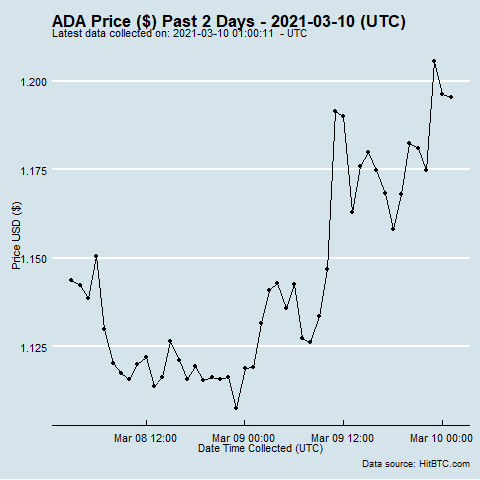 ADA Price ($) Past 2 Days - 2021-03-10 (UTC)
Latest data collected on: 2021-03-10 01:00:11 - UTC
1.200
1.175
1.150
1.125
Price USD ($)
Mar 08 12:00 Mar 09 00:00 Mar 09 12:00 Mar 10 00:00
Date Time Collected (UTC)
Data source: HitBTC.com